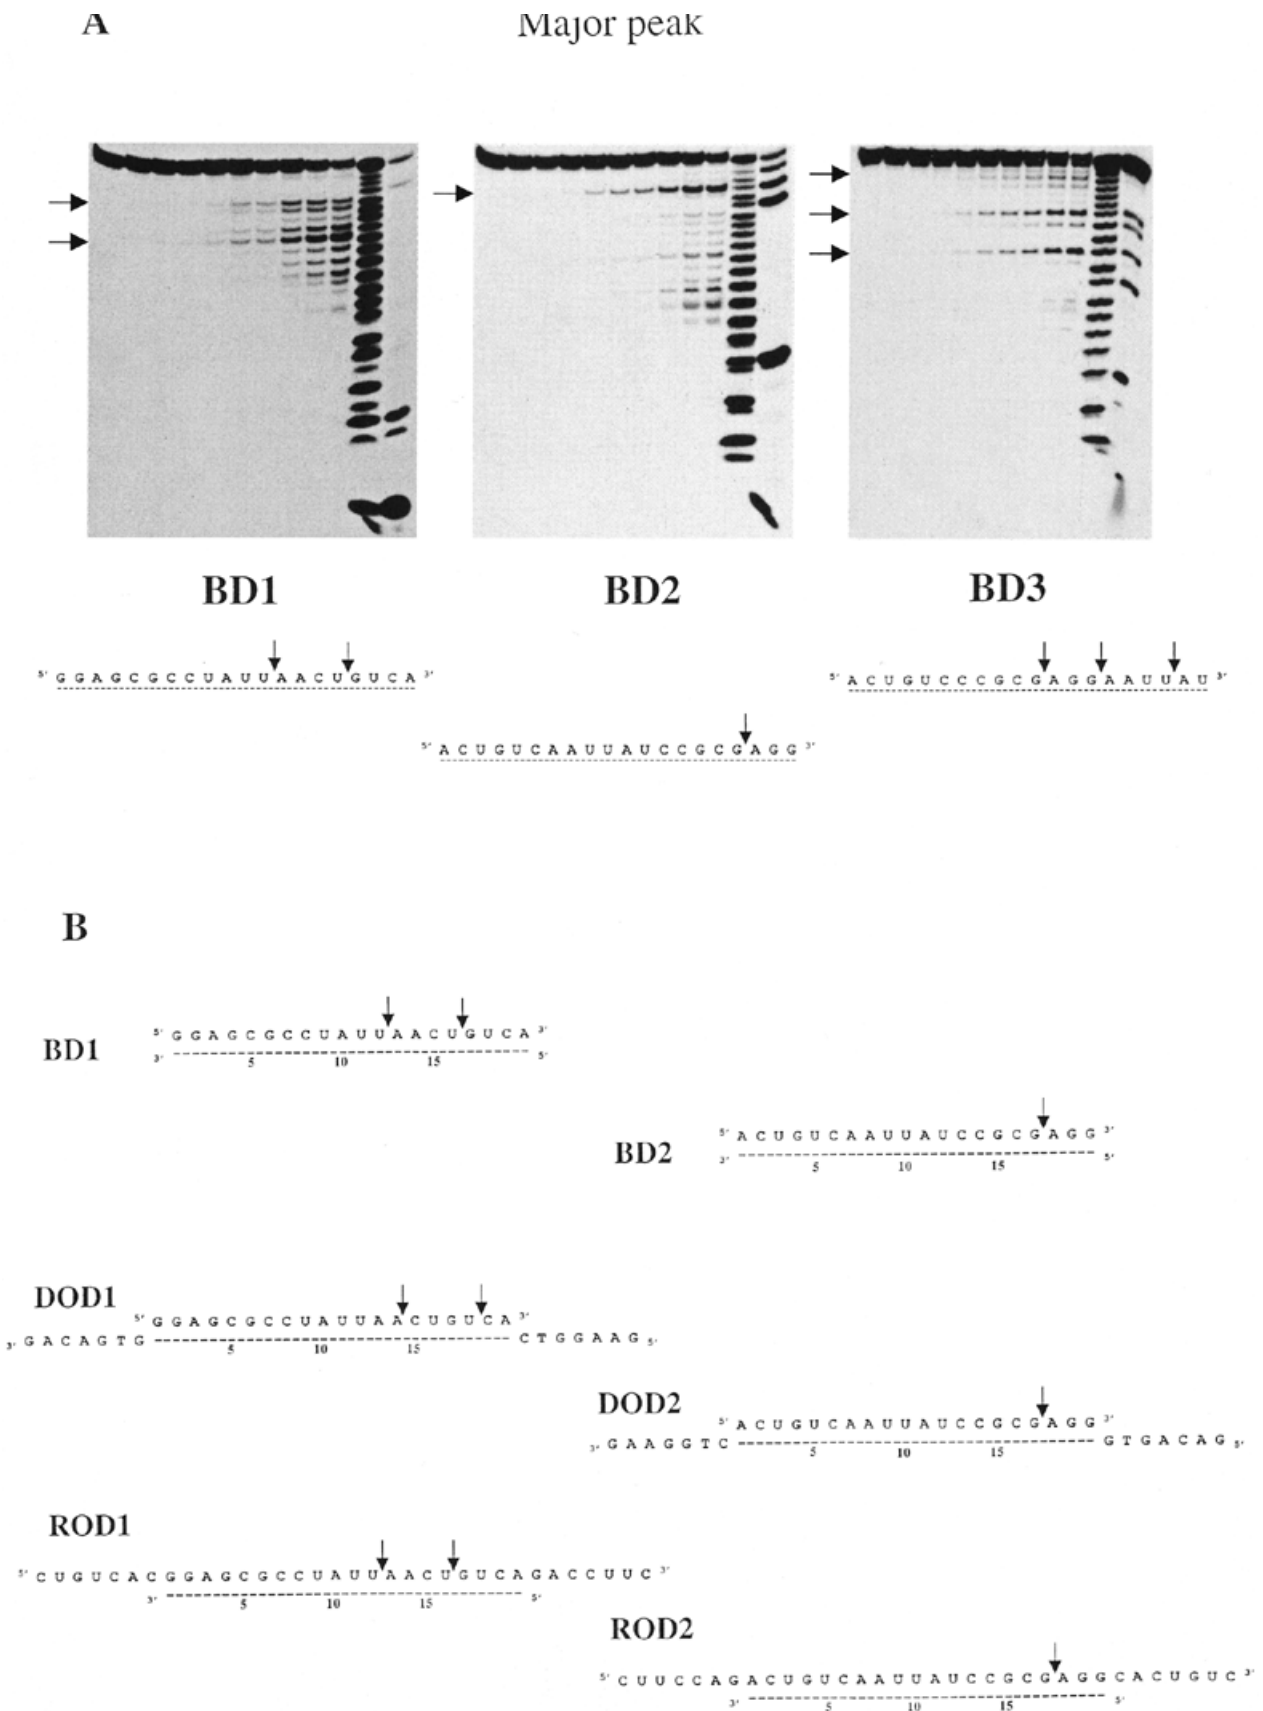 A Major peak
BD1 BD2 BD3
5' G G A G C G C C U A U U A A C U G U C A 3'
5' A C U G U C C C G C G A G G A A U U A U 3'
5' A C U G U C A A U U A U C C G C G A G G 3'
B
BD1 5' G G A G C G C C U A U U A A C U G U C A 3'
3' 5 10 15 5'
BD2 5' A C U G U C A A U U A U C C G C G A G G 3'
3' 5 10 15 5'
DOD1
5' G G A G C G C C U A U U A A C U G U C A 3'
3' G A C A G T G C T G G A A G 5'
5 10 15
DOD2
5' A C U G U C A A U U A U C C G C G A G G 3'
3' G A A G G T C G T G A C A G 5'
5 10 15
ROD1
5' C U G U C A C G G A G C G C C U A U U A A C U G U C A G A C C U U C 3'
3' 5 10 15 5'
ROD2
5' C U U C C A G A C U G U C A A U U A U C C G C G A G G C A C U G U C 3'
3' 5 10 15 5'